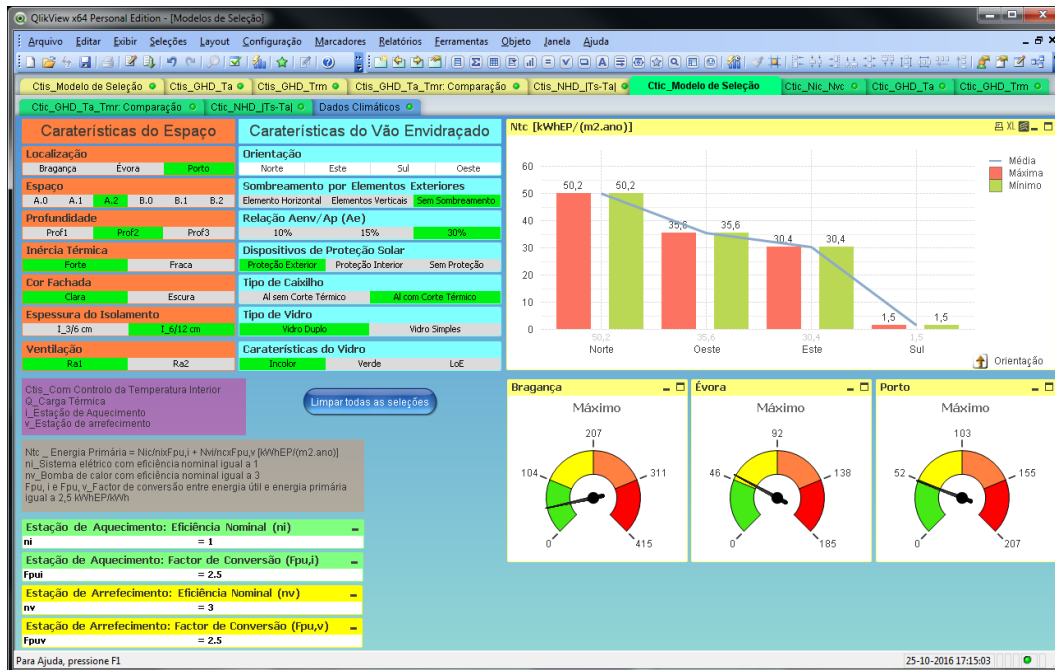 QlikView x64 Personal Edition - [Modelos de Seleção]
Arquivo Editar Exibir Seleções Layout Configuração Marcadores Relatórios Ferramentas Objeto Janela Ajuda
Ctis_Modelo de Seleção Ctis_GHD_Ta Ctis_GHD_Trm Ctis_GHD_Ta_Tmr: Comparação Ctis_NHD_|Ts-Ta| Ctic_Modelo de Seleção Ctic_Nic_Nvc Ctic_GHD_Ta Ctic_GHD_Trm
Ctic_GHD_Ta_Tmr: Comparação Ctic_NHD_|Ts-Ta| Dados Climáticos
Caraterísticas do Espaço
Localização
Bragança Évora Porto
Espaço
A.0 A.1 A.2 B.0 B.1 B.2
Profundidade
Prof1 Prof2 Prof3
Inércia Térmica
Forte Fraca
Cor Fachada
Clara Escura
Espessura do Isolamento
I_3/6 cm I_6/12 cm
Ventilação
Ra1 Ra2
Caraterísticas do Vão Envidraçado
Orientação
Norte Este Sul Oeste
Sombreamento por Elementos Exteriores
Elemento Horizontal Elementos Verticais Sem Sombreamento
Relação Aenv/Ap (Ae)
10% 15% 30%
Dispositivos de Proteção Solar
Proteção Exterior Proteção Interior Sem Proteção
Tipo de Caixilho
Al sem Corte Térmico Al com Corte Térmico
Tipo de Vidro
Vidro Duplo Vidro Simples
Caraterísticas do Vidro
Incolor Verde LoE
Ntc [kWhEP/(m2.ano)]
XL
Média
Máxima
Mínimo
60
50
40
30
20
10
0
50,2 50,2
35,6 35,6
30,4 30,4
1,5 1,5
50,2 35,6 30,4 1,5
Norte Oeste Este Sul
Orientação
Ctis_Com Controlo da Temperatura Interior
Q_Carga Térmica
i_Estação de Aquecimento
v_Estação de arrefecimento
Limpar todas as seleções
Ntc _ Energia Primária = Nic/nixFpu,i + Nvi/ncxFpu,v [kWhEP/(m2.ano)]
ni_Sistema elétrico com eficiência nominal igual a 1
nv_Bomba de calor com eficiência nominal igual a 3
Fpu, i e Fpu, v_Factor de conversão entre energia útil e energia primária
igual a 2,5 kWhEP/kWh
Estação de Aquecimento: Eficiência Nominal (ni)
ni = 1
Estação de Aquecimento: Factor de Conversão (Fpu,i)
Fpui = 2.5
Estação de Arrefecimento: Eficiência Nominal (nv)
nv = 3
Estação de Arrefecimento: Factor de Conversão (Fpu,v)
Fpuv = 2.5
Bragança
Máximo
207
104 311
0 415
Évora
Máximo
92
46 138
0 185
Porto
Máximo
103
52 155
0 207
Para Ajuda, pressione F1
25-10-2016 17:15:03